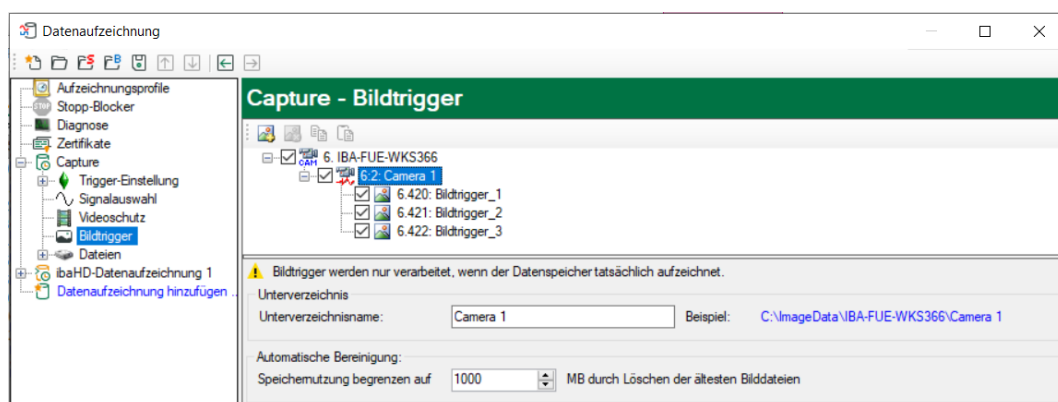 Datenaufzeichnung
Aufzeichnungsprofile
STOP
Stopp-Blocker
Diagnose
Zertifikate
Capture
Trigger-Einstellung
Signalauswahl
Videoschutz
Bildtrigger
Dateien
ibaHD-Datenaufzeichnung 1
Datenaufzeichnung hinzufügen ..
Capture - Bildtrigger
CAM 6. IBA-FUE-WKS366
6:2: Camera 1
6.420: Bildtrigger_1
6.421: Bildtrigger_2
6.422: Bildtrigger_3
Bildtrigger werden nur verarbeitet, wenn der Datenspeicher tatsächlich aufzeichnet.
Unterverzeichnis
Unterverzeichnisname: Camera 1 Beispiel: C:\ImageData\IBA-FUE-WKS366\Camera 1
Automatische Bereinigung:
Speichernutzung begrenzen auf 1000 MB durch Löschen der ältesten Bilddateien